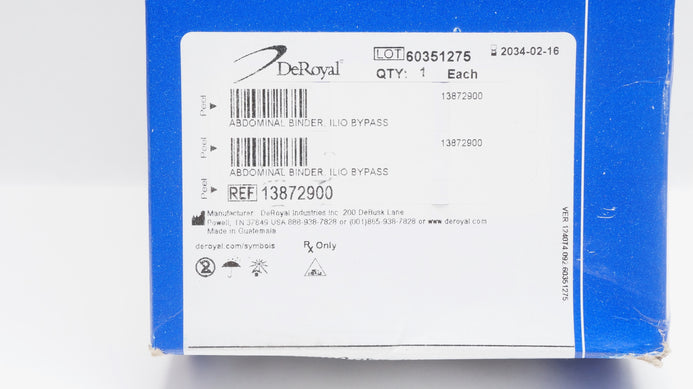 DeRoyal
LOT 60351275
2034-02-16
QTY: 1 Each
Peel
13872900
ABDOMINAL BINDER, ILIO BYPASS
Peel
13872900
ABDOMINAL BINDER, ILIO BYPASS
Peel
REF 13872900
Manufacturer: DeRoyal Industries Inc. 200 DeBusk Lane
Powell, TN 37849 USA 888-938-7828 or (001)865-938-7828 or www.deroyal.com
Made in Guatemala
deroyal.com/symbols
Rx Only
VER 124074.092 60351275